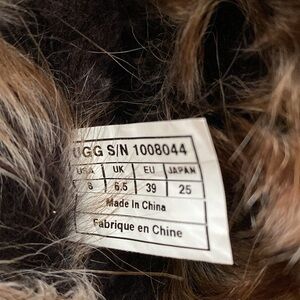 UGG S/N 1008044
USA UK EU JAPAN
8 6.5 39 25
Made In China
Fabrique en Chine